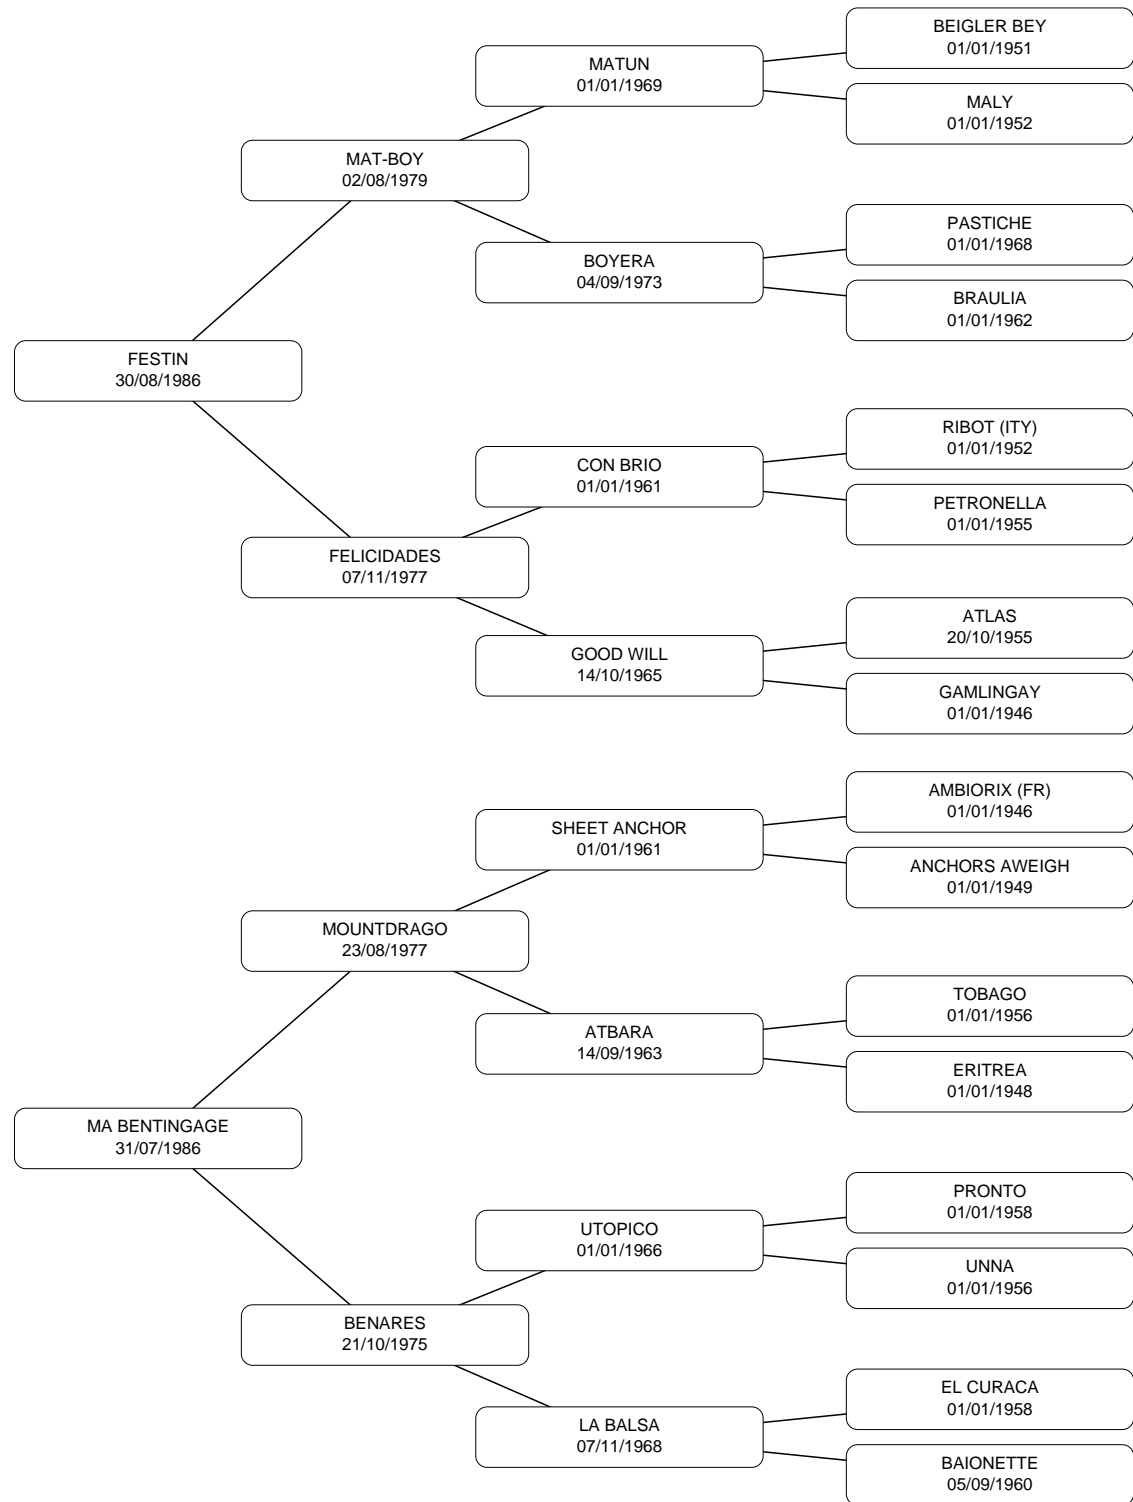 BEIGLER BEY
01/01/1951
MATUN
01/01/1969
MALY
01/01/1952
MAT-BOY
02/08/1979
PASTICHE
01/01/1968
BOYERA
04/09/1973
BRAULIA
01/01/1962
FESTIN
30/08/1986
RIBOT (ITY)
01/01/1952
CON BRIO
01/01/1961
PETRONELLA
01/01/1955
FELICIDADES
07/11/1977
ATLAS
20/10/1955
GOOD WILL
14/10/1965
GAMLINGAY
01/01/1946
AMBIORIX (FR)
01/01/1946
SHEET ANCHOR
01/01/1961
ANCHORS AWEIGH
01/01/1949
MOUNTDRAGO
23/08/1977
TOBAGO
01/01/1956
ATBARA
14/09/1963
ERITREA
01/01/1948
MA BENTINGAGE
31/07/1986
PRONTO
01/01/1958
UTOPICO
01/01/1966
UNNA
01/01/1956
BENARES
21/10/1975
EL CURACA
01/01/1958
LA BALSA
07/11/1968
BAIONETTE
05/09/1960